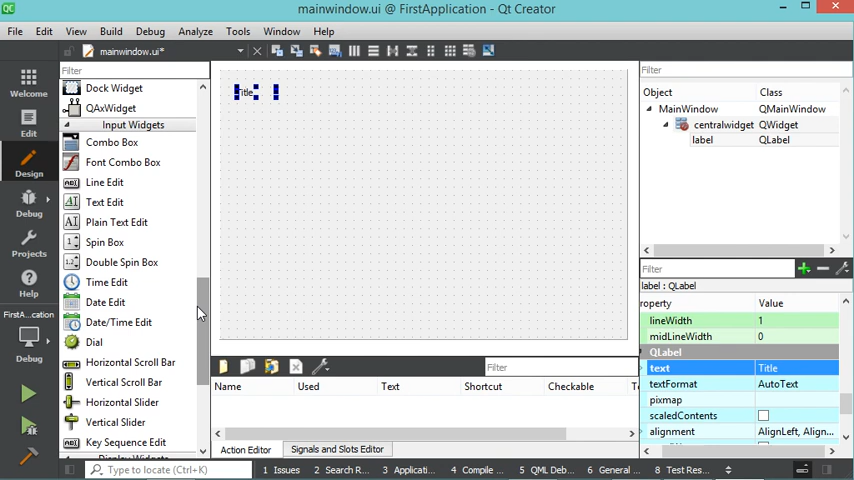 QC
mainwindow.ui @ FirstApplication - Qt Creator
File Edit View Build Debug Analyze Tools Window Help
mainwindow.ui*
Filter
Welcome
Edit
Design
Debug
Projects
Help
FirstA...cation
Debug
Dock Widget
QAxWidget
Input Widgets
Combo Box
Font Combo Box
Line Edit
Text Edit
Plain Text Edit
Spin Box
Double Spin Box
Time Edit
Date Edit
Date/Time Edit
Dial
Horizontal Scroll Bar
Vertical Scroll Bar
Horizontal Slider
Vertical Slider
Key Sequence Edit
Title
Filter
Name Used Text Shortcut Checkable
Action Editor Signals and Slots Editor
Filter
Object Class
MainWindow QMainWindow
centralwidget QWidget
label QLabel
Filter
label : QLabel
roperty Value
lineWidth 1
midLineWidth 0
QLabel
text Title
textFormat AutoText
pixmap
scaledContents
alignment AlignLeft, Align...
Type to locate (Ctrl+K)
1 Issues 2 Search R... 3 Applicati... 4 Compile ... 5 QML Deb... 6 General ... 8 Test Res...